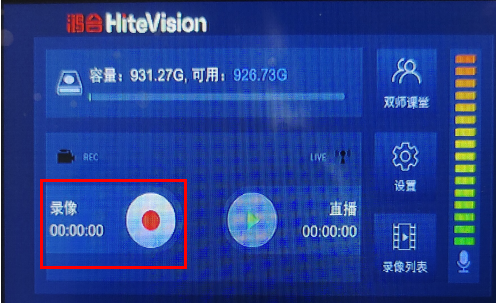 鸿合 HiteVision
容量：931.27G, 可用：926.73G
双师课堂
REC
LIVE
设置
录像
00:00:00
直播
00:00:00
录像列表